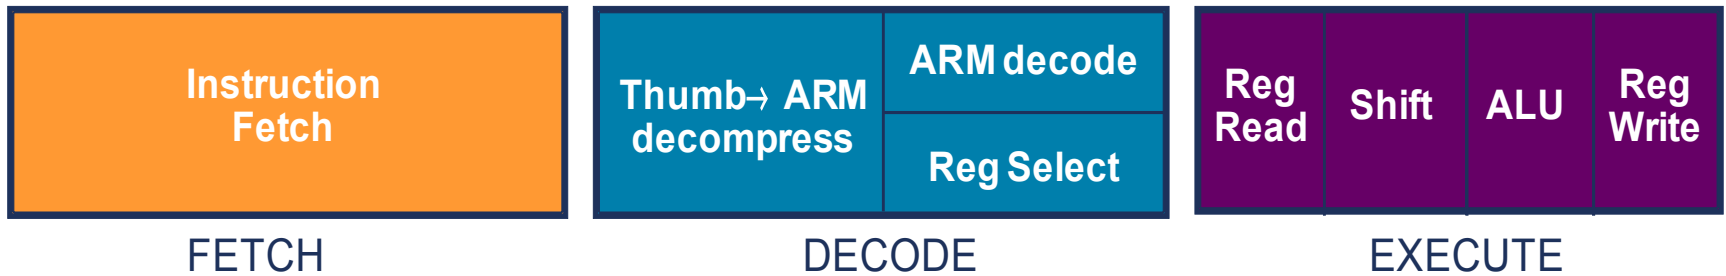 Instruction
Fetch
Thumb→ ARM
decompress
ARM decode
Reg Select
Reg
Read
Shift
ALU
Reg
Write
FETCH
DECODE
EXECUTE